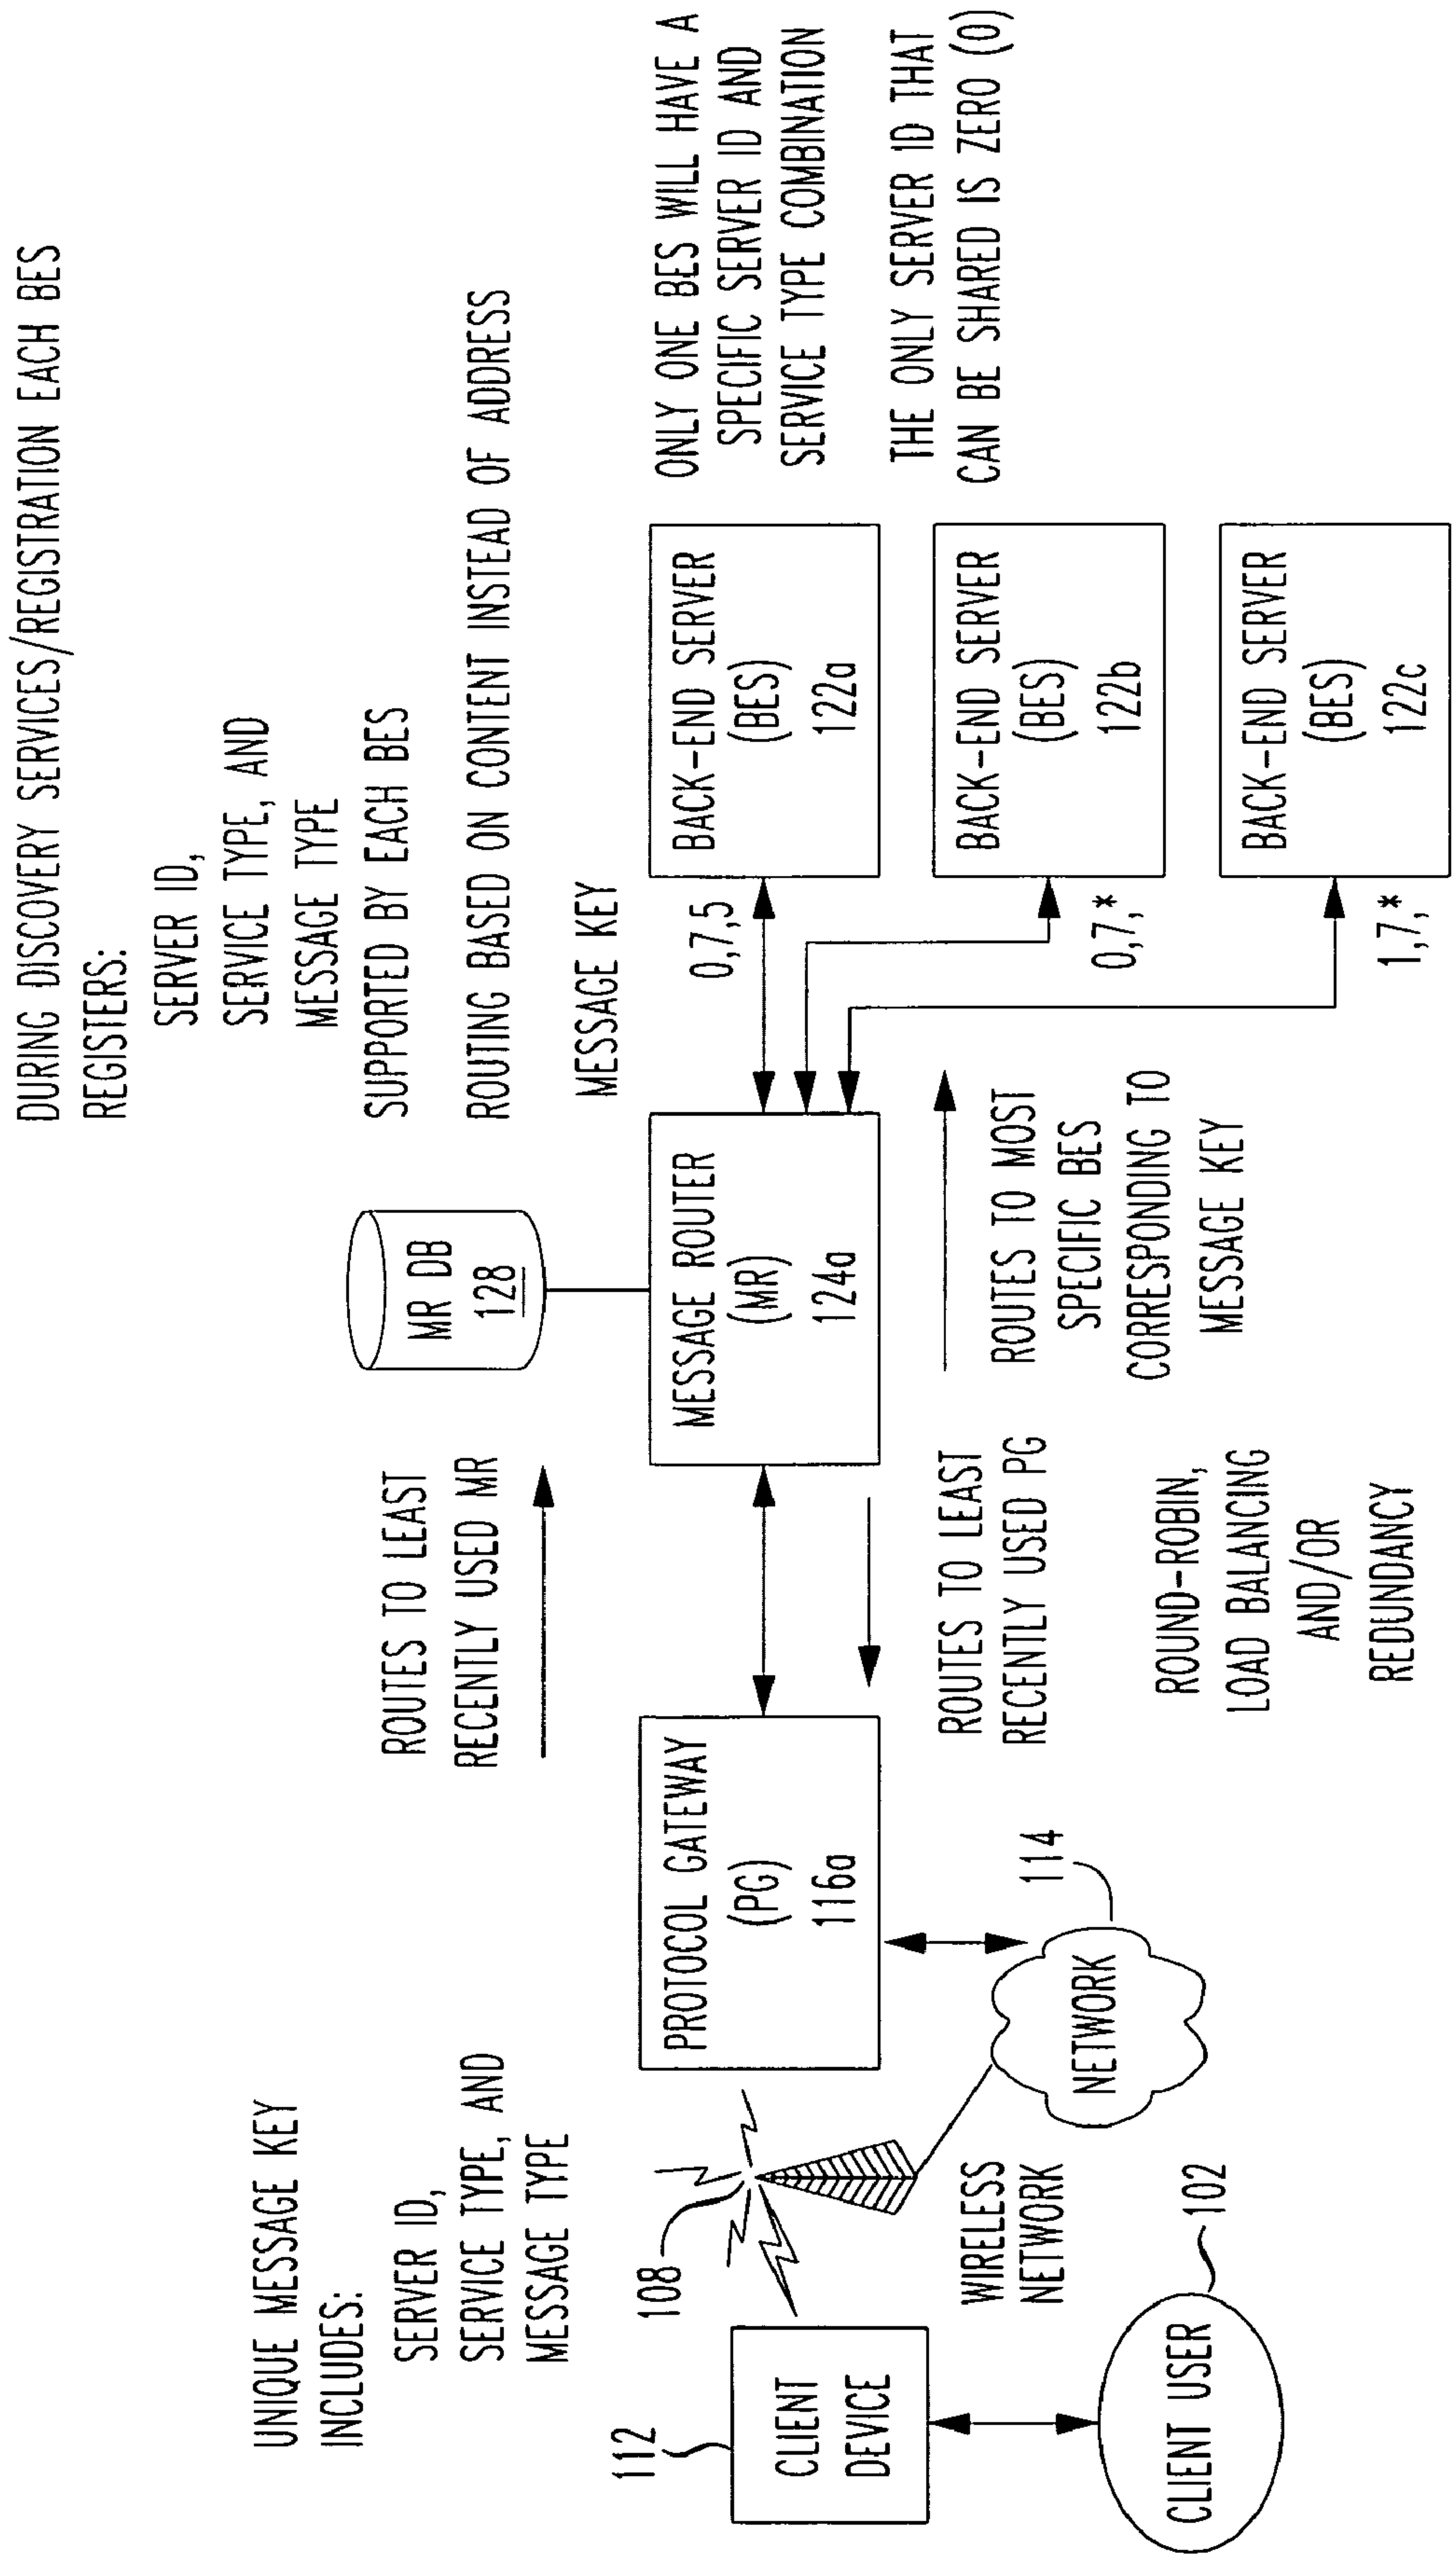 DURING DISCOVERY SERVICES/REGISTRATION EACH BES
REGISTERS:
SERVER ID,
SERVICE TYPE, AND
MESSAGE TYPE
SUPPORTED BY EACH BES
ROUTING BASED ON CONTENT INSTEAD OF ADDRESS
UNIQUE MESSAGE KEY
INCLUDES:
SERVER ID,
SERVICE TYPE, AND
MESSAGE TYPE
ROUTES TO LEAST
RECENTLY USED MR
MR DB
128
MESSAGE KEY
112
CLIENT
DEVICE
108
WIRELESS
NETWORK
CLIENT USER
102
PROTOCOL GATEWAY
(PG)
116a
NETWORK
114
MESSAGE ROUTER
(MR)
124a
ROUTES TO LEAST
RECENTLY USED PG
ROUND-ROBIN,
LOAD BALANCING
AND/OR
REDUNDANCY
ROUTES TO MOST
SPECIFIC BES
CORRESPONDING TO
MESSAGE KEY
0,7,5
BACK-END SERVER
(BES)
122a
0,7,*
BACK-END SERVER
(BES)
122b
1,7,*
BACK-END SERVER
(BES)
122c
ONLY ONE BES WILL HAVE A
SPECIFIC SERVER ID AND
SERVICE TYPE COMBINATION
THE ONLY SERVER ID THAT
CAN BE SHARED IS ZERO (0)